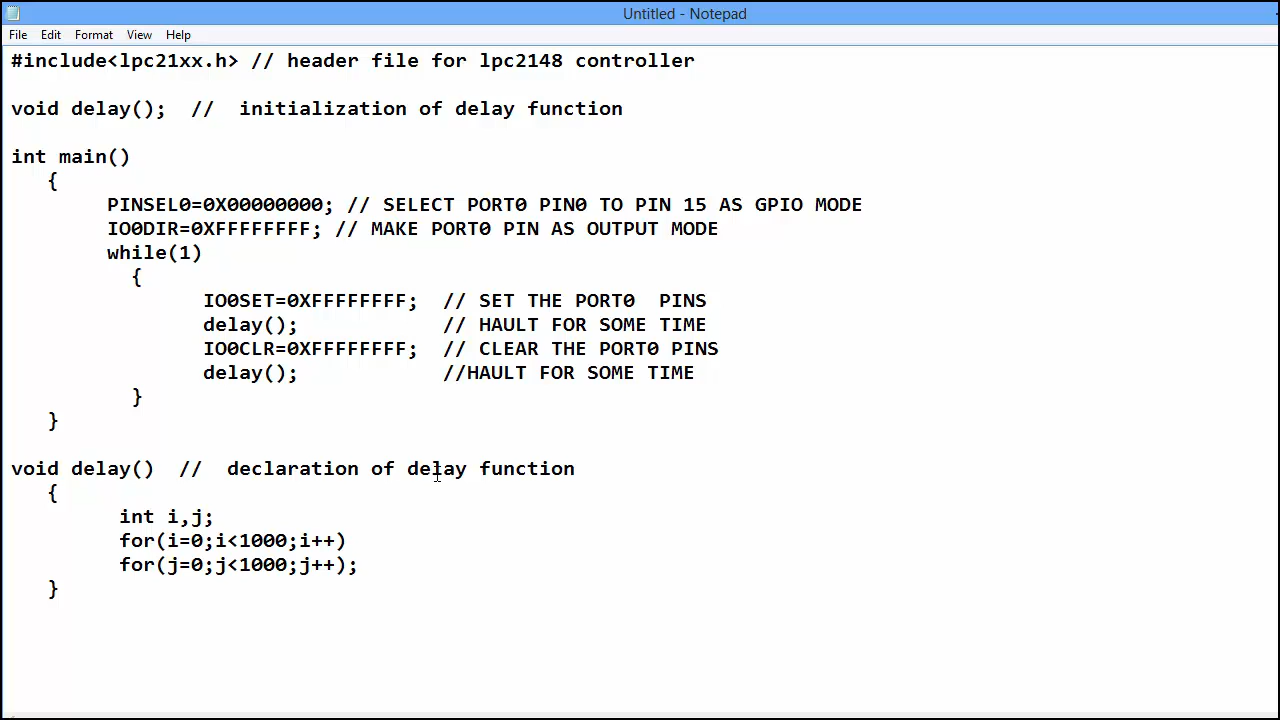 Untitled - Notepad
File Edit Format View Help
#include<lpc21xx.h> // header file for lpc2148 controller
void delay(); // initialization of delay function
int main()
{
PINSEL0=0X00000000; // SELECT PORT0 PIN0 TO PIN 15 AS GPIO MODE
IO0DIR=0XFFFFFFFF; // MAKE PORT0 PIN AS OUTPUT MODE
while(1)
{
IO0SET=0XFFFFFFFF; // SET THE PORT0 PINS
delay(); // HAULT FOR SOME TIME
IO0CLR=0XFFFFFFFF; // CLEAR THE PORT0 PINS
delay(); //HAULT FOR SOME TIME
}
}
void delay() // declaration of delay function
{
int i,j;
for(i=0;i<1000;i++)
for(j=0;j<1000;j++);
}